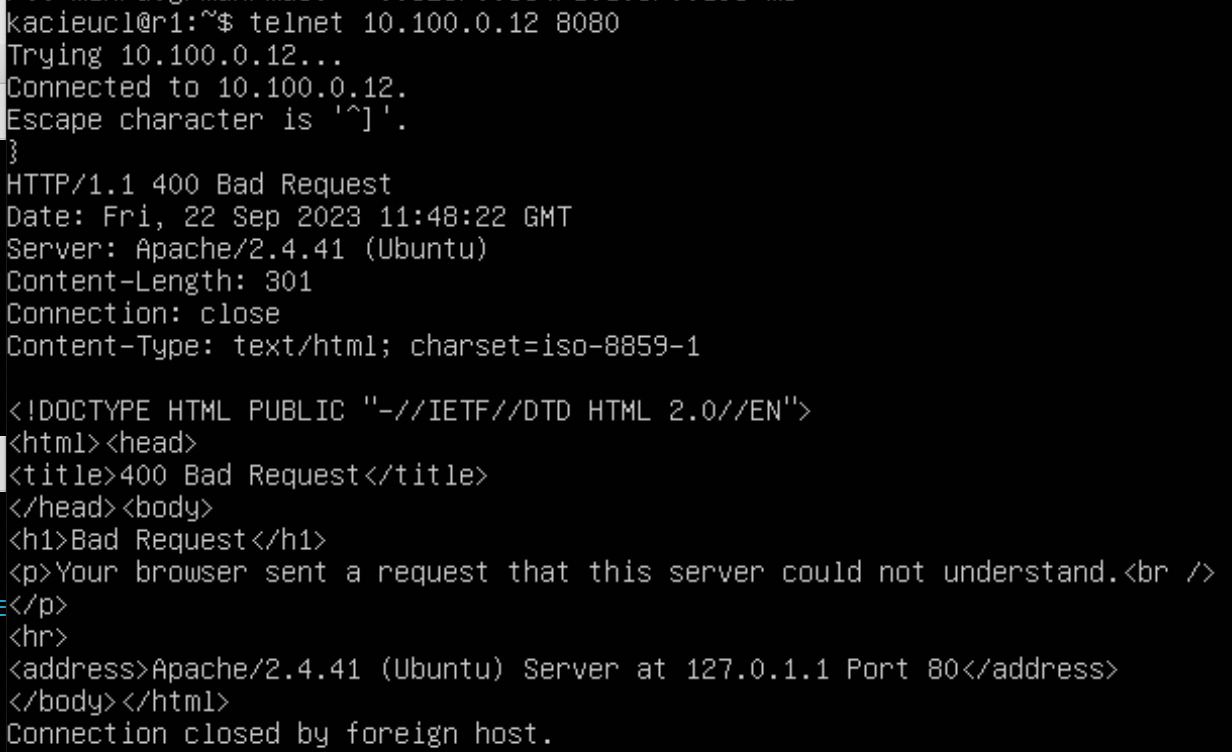 kacieucl@r1:~$ telnet 10.100.0.12 8080
Trying 10.100.0.12...
Connected to 10.100.0.12.
Escape character is '^]'.
}
HTTP/1.1 400 Bad Request
Date: Fri, 22 Sep 2023 11:48:22 GMT
Server: Apache/2.4.41 (Ubuntu)
Content-Length: 301
Connection: close
Content-Type: text/html; charset=iso-8859-1

<!DOCTYPE HTML PUBLIC "-//IETF//DTD HTML 2.0//EN">
<html><head>
<title>400 Bad Request</title>
</head><body>
<h1>Bad Request</h1>
<p>Your browser sent a request that this server could not understand.<br />
</p>
<hr>
<address>Apache/2.4.41 (Ubuntu) Server at 127.0.1.1 Port 80</address>
</body></html>
Connection closed by foreign host.